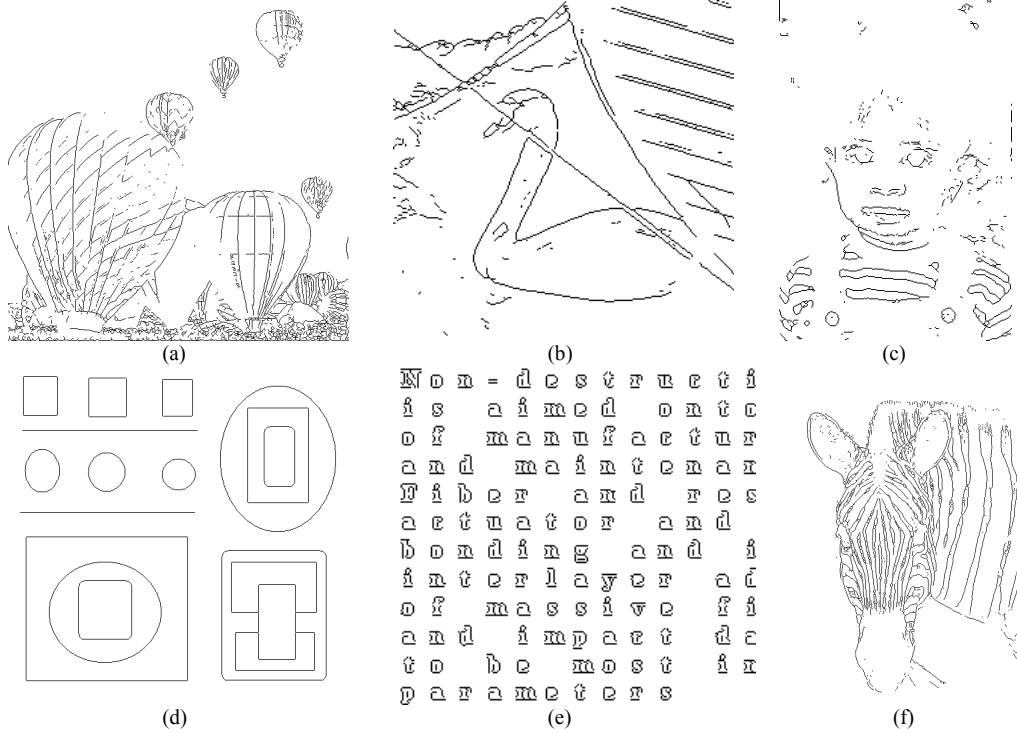 (a)
(b)
(c)
Non-destructi
is aimed onto
of manufactur
and maintenan
Fiber and res
actuator and
bonding and i
interlayer ad
of massive fi
and impact da
to be most in
parameters
(d)
(e)
(f)